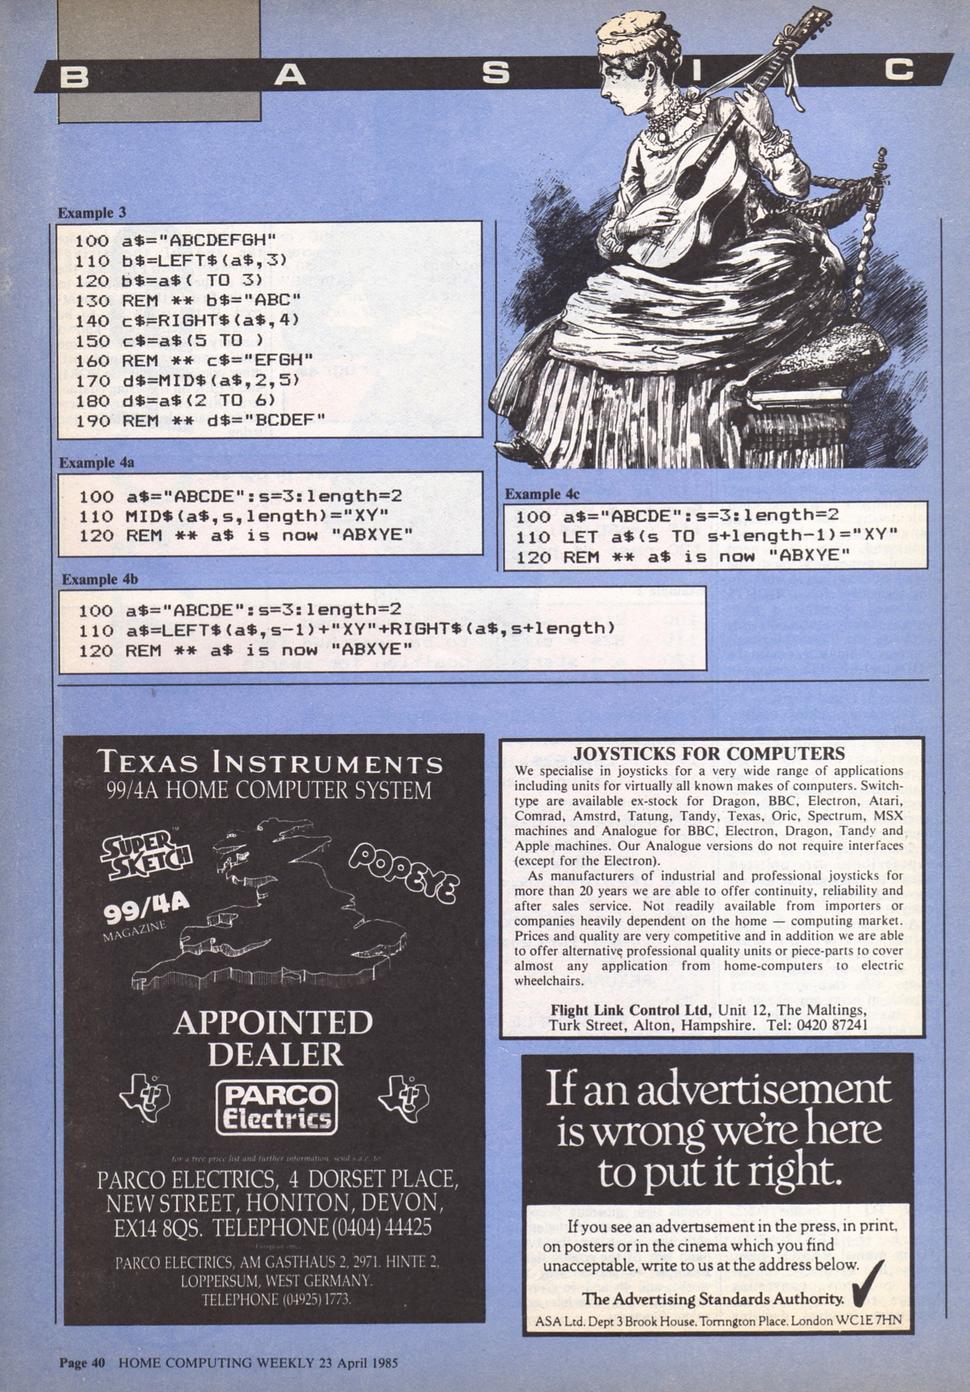 B A S I C
Example 3
100 a$="ABCDEFGH"
110 b$=LEFT$(a$,3)
120 b$=a$( TO 3)
130 REM ** b$="ABC"
140 c$=RIGHT$(a$,4)
150 c$=a$(5 TO )
160 REM ** c$="EFGH"
170 d$=MID$(a$,2,5)
180 d$=a$(2 TO 6)
190 REM ** d$="BCDEF"
Example 4a
100 a$="ABCDE":s=3:length=2
110 MID$(a$,s,length)="XY"
120 REM ** a$ is now "ABXYE"
Example 4c
100 a$="ABCDE":s=3:length=2
110 LET a$(s TO s+length-1)="XY"
120 REM ** a$ is now "ABXYE"
Example 4b
100 a$="ABCDE":s=3:length=2
110 a$=LEFT$(a$,s-1)+"XY"+RIGHT$(a$,s+length)
120 REM ** a$ is now "ABXYE"
TEXAS INSTRUMENTS
99/4A HOME COMPUTER SYSTEM
SUPER
SKETCH
POPEYE
99/4A
MAGAZINE
APPOINTED
DEALER
PARCO
Electrics
for a free price list and further information, send s.a.e. to
PARCO ELECTRICS, 4 DORSET PLACE,
NEW STREET, HONITON, DEVON,
EX14 8QS. TELEPHONE (0404) 44425
PARCO ELECTRICS, AM GASTHAUS 2, 2971. HINTE 2,
LOPPERSUM, WEST GERMANY.
TELEPHONE (04925) 1773.
JOYSTICKS FOR COMPUTERS
We specialise in joysticks for a very wide range of applications
including units for virtually all known makes of computers. Switch-
type are available ex-stock for Dragon, BBC, Electron, Atari,
Comrad, Amstrd, Tatung, Tandy, Texas, Oric, Spectrum, MSX
machines and Analogue for BBC, Electron, Dragon, Tandy and
Apple machines. Our Analogue versions do not require interfaces
(except for the Electron).
As manufacturers of industrial and professional joysticks for
more than 20 years we are able to offer continuity, reliability and
after sales service. Not readily available from importers or
companies heavily dependent on the home — computing market.
Prices and quality are very competitive and in addition we are able
to offer alternative professional quality units or piece-parts to cover
almost any application from home-computers to electric
wheelchairs.
Flight Link Control Ltd, Unit 12, The Maltings,
Turk Street, Alton, Hampshire. Tel: 0420 87241
If an advertisement
is wrong we're here
to put it right.
If you see an advertisement in the press, in print,
on posters or in the cinema which you find
unacceptable, write to us at the address below.
The Advertising Standards Authority.
ASA Ltd. Dept 3 Brook House, Torrington Place, London WC1E 7HN
Page 40 HOME COMPUTING WEEKLY 23 April 1985